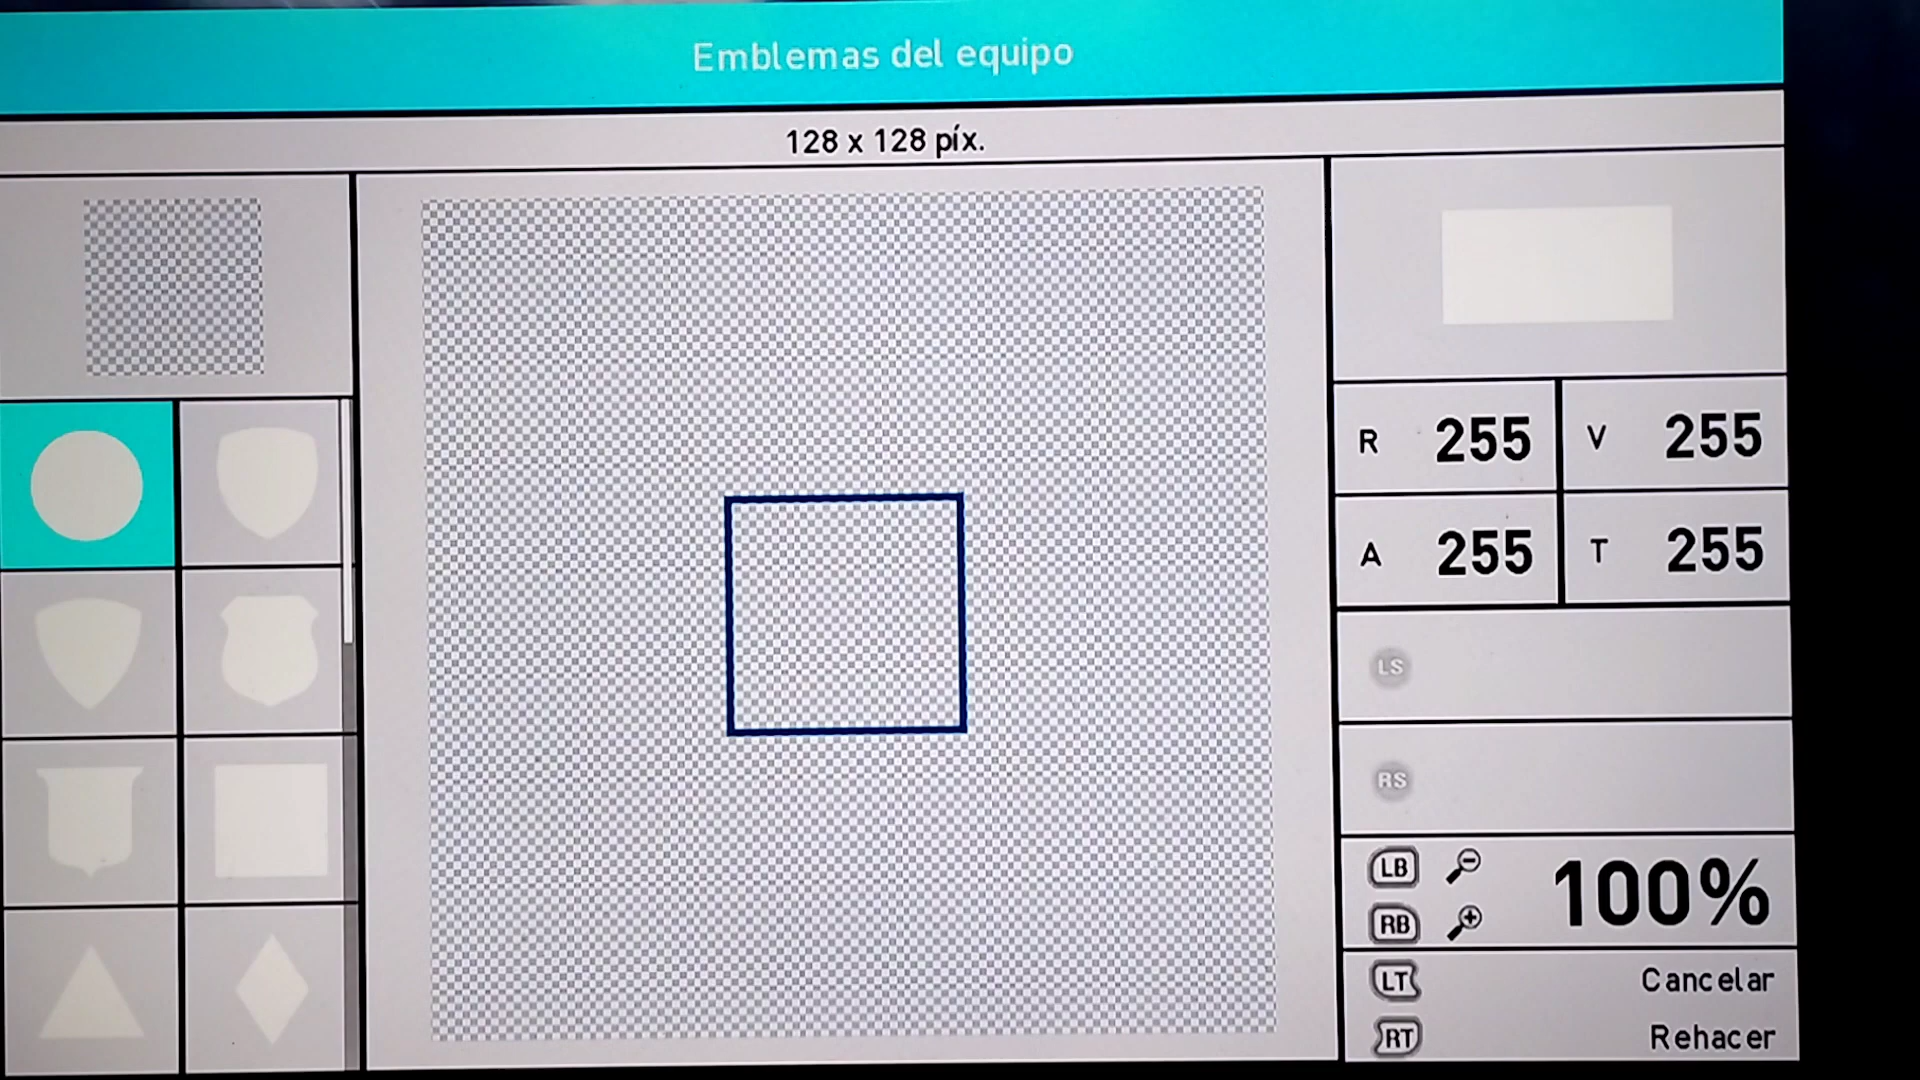 Emblemas del equipo
128 x 128 píx.
R 255 V 255
A 255 T 255
LS
RS
LB
RB
100%
LT Cancelar
RT Rehacer